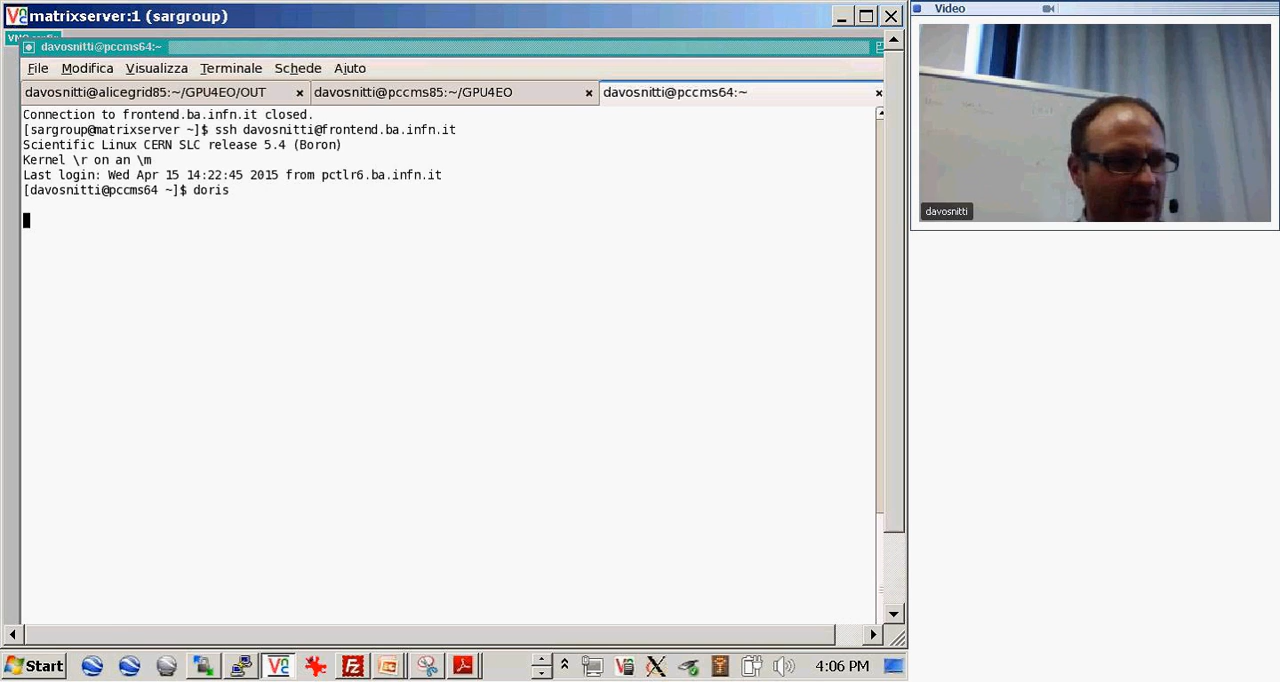 matrixserver:1 (sargroup)
Video
davosnitti@pccms64:~
File Modifica Visualizza Terminale Schede Aiuto
davosnitti@alicegrid85:~/GPU4EO/OUT
davosnitti@pccms85:~/GPU4EO
davosnitti@pccms64:~
Connection to frontend.ba.infn.it closed.
[sargroup@matrixserver ~]$ ssh davosnitti@frontend.ba.infn.it
Scientific Linux CERN SLC release 5.4 (Boron)
Kernel \r on an \m
Last login: Wed Apr 15 14:22:45 2015 from pctlr6.ba.infn.it
[davosnitti@pccms64 ~]$ doris
davosnitti
Start
4:06 PM